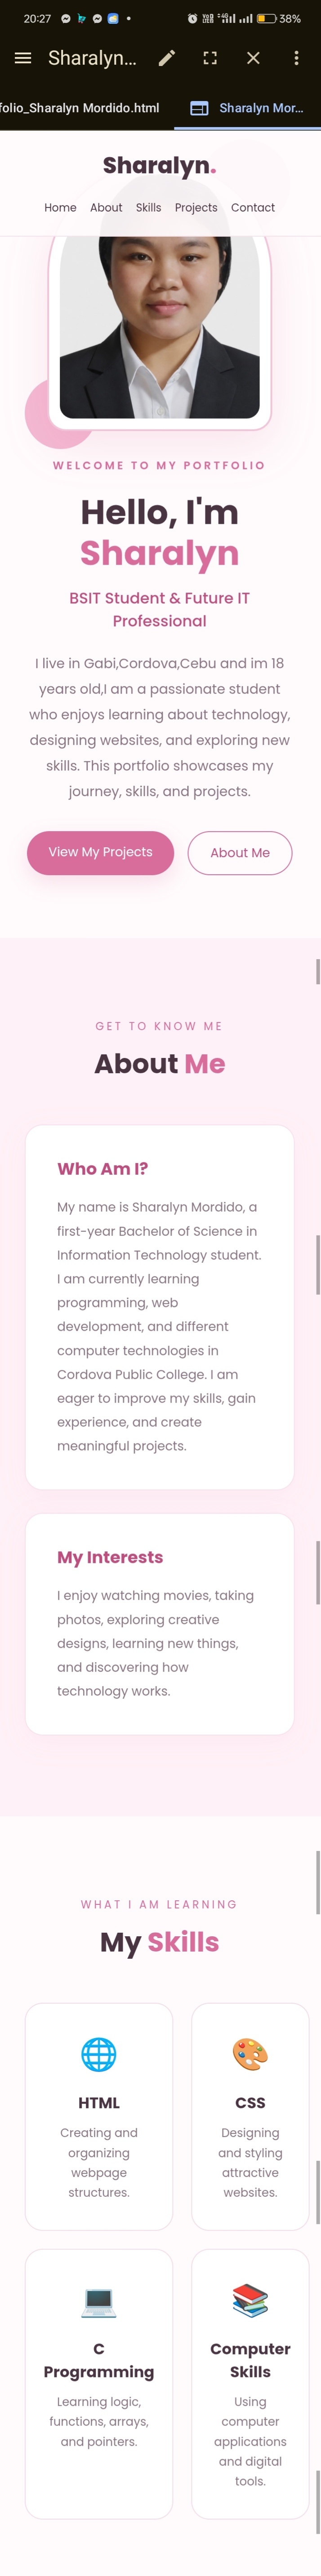 20:27
38%
Sharalyn...
folio_Sharalyn Mordido.html
Sharalyn Mor...
Sharalyn.
Home About Skills Projects Contact
WELCOME TO MY PORTFOLIO
Hello, I'm
Sharalyn
BSIT Student & Future IT
Professional
I live in Gabi,Cordova,Cebu and im 18
years old,I am a passionate student
who enjoys learning about technology,
designing websites, and exploring new
skills. This portfolio showcases my
journey, skills, and projects.
View My Projects
About Me
GET TO KNOW ME
About Me
Who Am I?
My name is Sharalyn Mordido, a
first-year Bachelor of Science in
Information Technology student.
I am currently learning
programming, web
development, and different
computer technologies in
Cordova Public College. I am
eager to improve my skills, gain
experience, and create
meaningful projects.
My Interests
I enjoy watching movies, taking
photos, exploring creative
designs, learning new things,
and discovering how
technology works.
WHAT I AM LEARNING
My Skills
HTML
Creating and
organizing
webpage
structures.
CSS
Designing
and styling
attractive
websites.
C
Programming
Learning logic,
functions, arrays,
and pointers.
Computer
Skills
Using
computer
applications
and digital
tools.